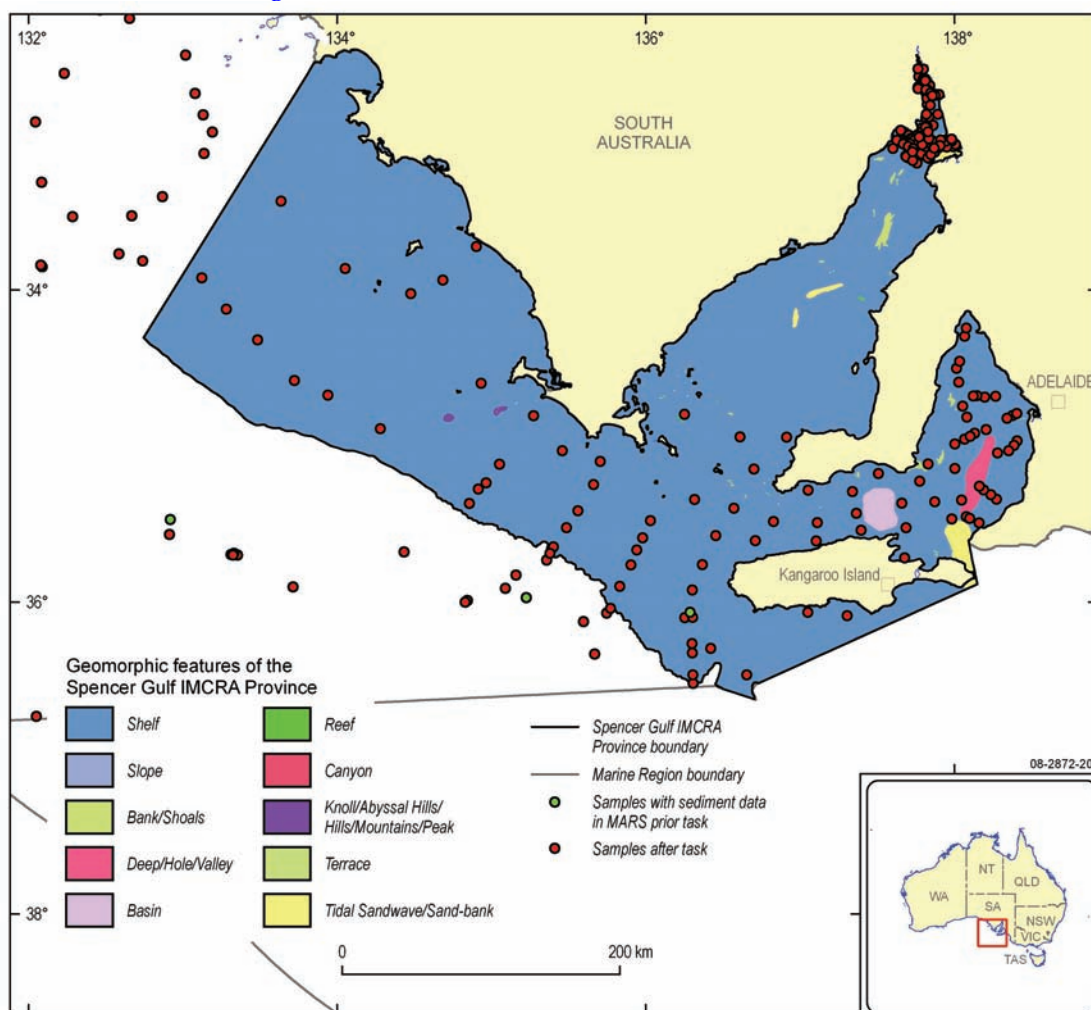 132°
134°
136°
138°
SOUTH
AUSTRALIA
34°
ADELAIDE
Kangaroo Island
36°
Geomorphic features of the
Spencer Gulf IMCRA Province
Shelf
Slope
Bank/Shoals
Deep/Hole/Valley
Basin
Reef
Canyon
Knoll/Abyssal Hills/
Hills/Mountains/Peak
Terrace
Tidal Sandwave/Sand-bank
Spencer Gulf IMCRA
Province boundary
Marine Region boundary
Samples with sediment data
in MARS prior task
Samples after task
38°
0
200 km
08-2872-20
WA
NT
QLD
SA
NSW
VIC
TAS